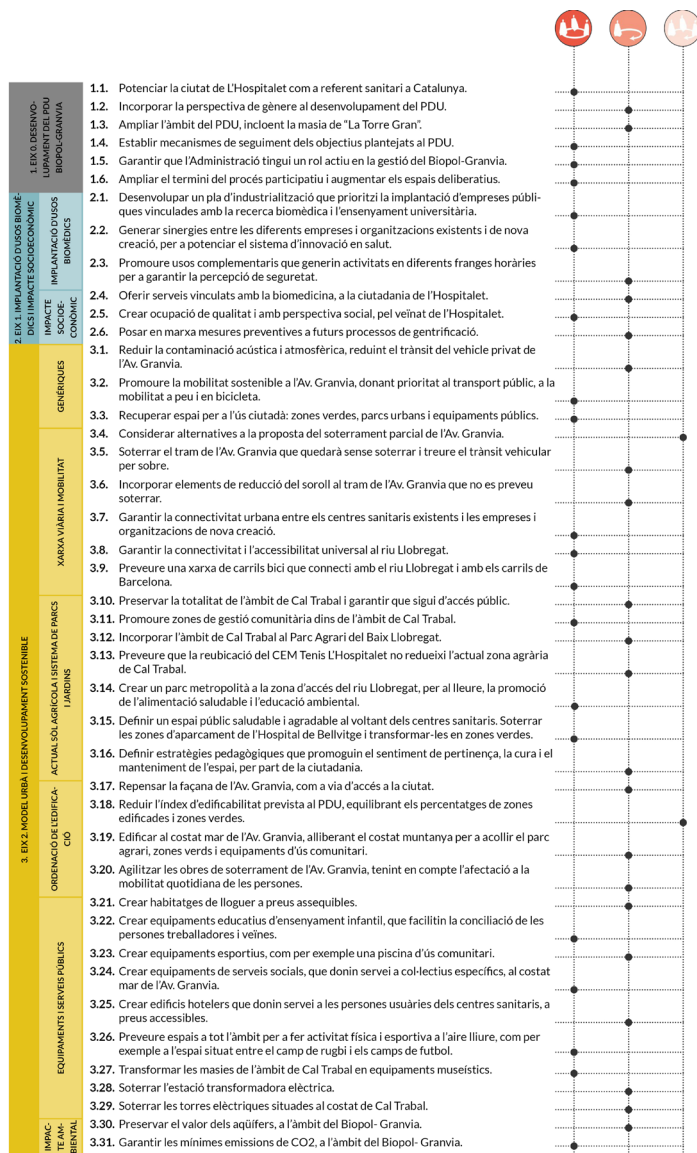 1. EIX 0. DESENVO-
LUPAMENT DEL PDU
BIOPOL-GRANVIA
1.1. Potenciar la ciutat de L'Hospitalet com a referent sanitari a Catalunya.
1.2. Incorporar la perspectiva de gènere al desenvolupament del PDU.
1.3. Ampliar l'àmbit del PDU, incloent la masia de “La Torre Gran”.
1.4. Establir mecanismes de seguiment dels objectius plantejats al PDU.
1.5. Garantir que l'Administració tingui un rol actiu en la gestió del Biopol-Granvia.
1.6. Ampliar el termini del procés participatiu i augmentar els espais deliberatius.
2. EIX 1. IMPLANTACIÓ D'USOS BIOMÈ-
DICS I IMPACTE SOCIOECONÒMIC
IMPLANTACIÓ D'USOS
BIOMÈDICS
2.1. Desenvolupar un pla d'industrialització que prioritzi la implantació d'empreses públi-
ques vinculades amb la recerca biomèdica i l'ensenyament universitària.
2.2. Generar sinergies entre les diferents empreses i organitzacions existents i de nova
creació, per a potenciar el sistema d'innovació en salut.
2.3. Promoure usos complementaris que generin activitats en diferents franges horàries
per a garantir la percepció de seguretat.
IMPACTE
SOCIOE-
CONÒMIC
2.4. Oferir serveis vinculats amb la biomedicina, a la ciutadania de l'Hospitalet.
2.5. Crear ocupació de qualitat i amb perspectiva social, pel veïnat de l'Hospitalet.
2.6. Posar en marxa mesures preventives a futurs processos de gentrificació.
3. EIX 2. MODEL URBÀ I DESENVOLUPAMENT SOSTENIBLE
GENÈRIQUES
3.1. Reduir la contaminació acústica i atmosfèrica, reduint el trànsit del vehicle privat de
l'Av. Granvia.
3.2. Promoure la mobilitat sostenible a l'Av. Granvia, donant prioritat al transport públic, a la
mobilitat a peu i en bicicleta.
3.3. Recuperar espai per a l'ús ciutadà: zones verdes, parcs urbans i equipaments públics.
XARXA VIÀRIA I MOBILITAT
3.4. Considerar alternatives a la proposta del soterrament parcial de l'Av. Granvia.
3.5. Soterrar el tram de l'Av. Granvia que quedarà sense soterrar i treure el trànsit vehicular
per sobre.
3.6. Incorporar elements de reducció del soroll al tram de l'Av. Granvia que no es preveu
soterrar.
3.7. Garantir la connectivitat urbana entre els centres sanitaris existents i les empreses i
organitzacions de nova creació.
3.8. Garantir la connectivitat i l'accessibilitat universal al riu Llobregat.
3.9. Preveure una xarxa de carrils bici que connecti amb el riu Llobregat i amb els carrils de
Barcelona.
ACTUAL SÒL AGRÍCOLA I SISTEMA DE PARCS
I JARDINS
3.10. Preservar la totalitat de l'àmbit de Cal Trabal i garantir que sigui d'accés públic.
3.11. Promoure zones de gestió comunitària dins de l'àmbit de Cal Trabal.
3.12. Incorporar l'àmbit de Cal Trabal al Parc Agrari del Baix Llobregat.
3.13. Preveure que la reubicació del CEM Tenis L'Hospitalet no redueixi l'actual zona agrària
de Cal Trabal.
3.14. Crear un parc metropolità a la zona d'accés del riu Llobregat, per al lleure, la promoció
de l'alimentació saludable i l'educació ambiental.
3.15. Definir un espai públic saludable i agradable al voltant dels centres sanitaris. Soterrar
les zones d'aparcament de l'Hospital de Bellvitge i transformar-les en zones verdes.
3.16. Definir estratègies pedagògiques que promoguin el sentiment de pertinença, la cura i el
manteniment de l'espai, per part de la ciutadania.
ORDENACIÓ DE L'EDIFICA-
CIÓ
3.17. Repensar la façana de l'Av. Granvia, com a via d'accés a la ciutat.
3.18. Reduir l'índex d'edificabilitat prevista al PDU, equilibrant els percentatges de zones
edificades i zones verdes.
3.19. Edificar al costat mar de l'Av. Granvia, alliberant el costat muntanya per a acollir el parc
agrari, zones verds i equipaments d'ús comunitari.
3.20. Agilitzar les obres de soterrament de l'Av. Granvia, tenint en compte l'afectació a la
mobilitat quotidiana de les persones.
EQUIPAMENTS I SERVEIS PÚBLICS
3.21. Crear habitatges de lloguer a preus assequibles.
3.22. Crear equipaments educatius d'ensenyament infantil, que facilitin la conciliació de les
persones treballadores i veïnes.
3.23. Crear equipaments esportius, com per exemple una piscina d'ús comunitari.
3.24. Crear equipaments de serveis socials, que donin servei a col·lectius específics, al costat
mar de l'Av. Granvia.
3.25. Crear edificis hotelers que donin servei a les persones usuàries dels centres sanitaris, a
preus accessibles.
3.26. Preveure espais a tot l'àmbit per a fer activitat física i esportiva a l'aire lliure, com per
exemple a l'espai situat entre el camp de rugbi i els camps de futbol.
3.27. Transformar les masies de l'àmbit de Cal Trabal en equipaments museístics.
3.28. Soterrar l'estació transformadora elèctrica.
3.29. Soterrar les torres elèctriques situades al costat de Cal Trabal.
IMPAC-
TE AM-
BIENTAL
3.30. Preservar el valor dels aqüífers, a l'àmbit del Biopol- Granvia.
3.31. Garantir les mínimes emissions de CO2, a l'àmbit del Biopol- Granvia.